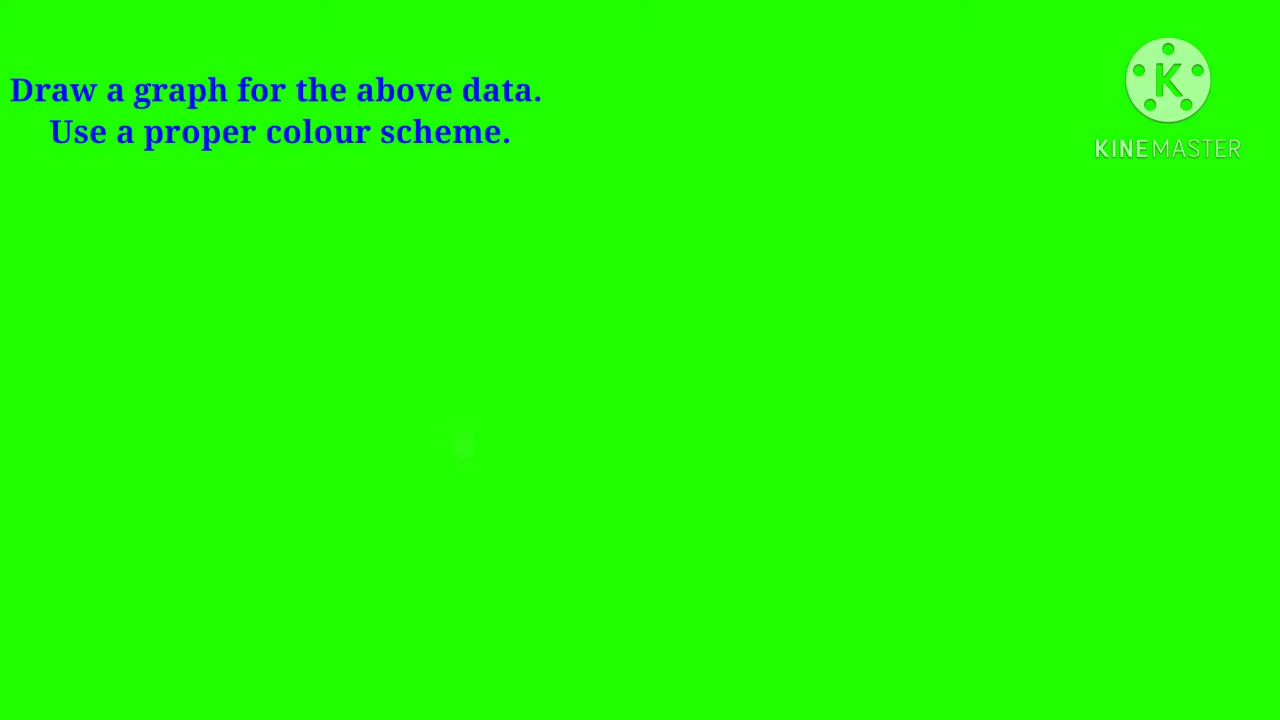 Draw a graph for the above data.
Use a proper colour scheme.
K
KINEMASTER